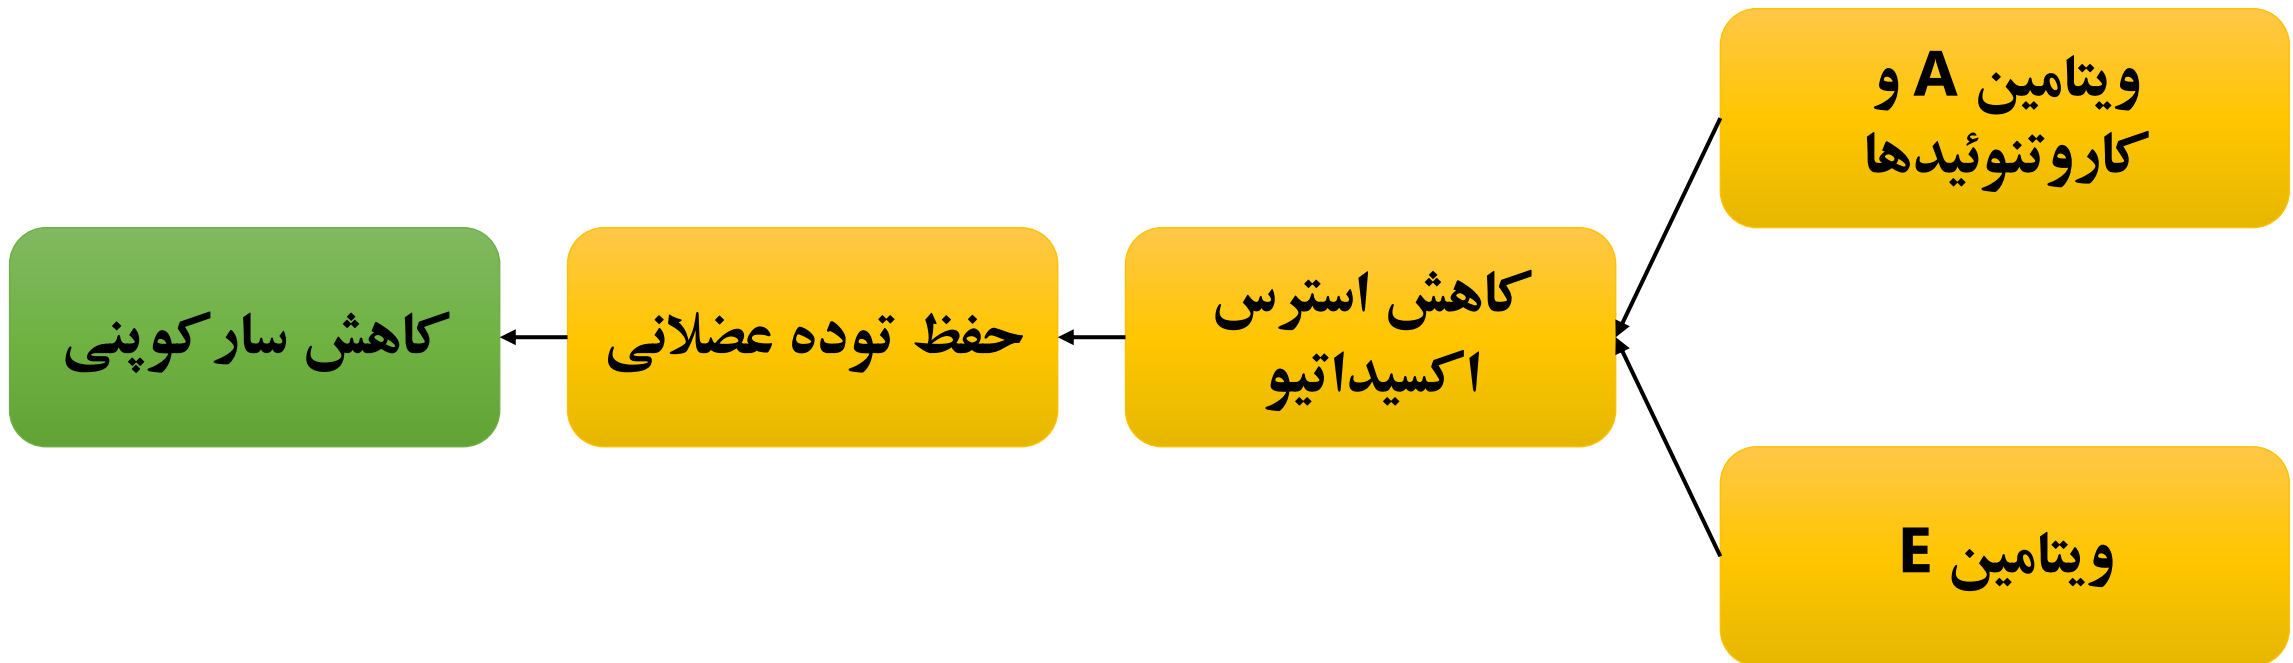 ویتامین A و
کاروتنوئیدها
ویتامین E
کاهش استرس
اکسیداتیو
حفظ توده عضلانی
کاهش سارکوپنی